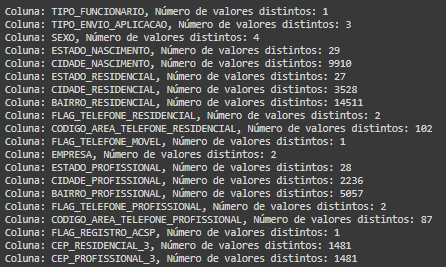 Coluna: TIPO_FUNCIONARIO, Número de valores distintos: 1
Coluna: TIPO_ENVIO_APLICACAO, Número de valores distintos: 3
Coluna: SEXO, Número de valores distintos: 4
Coluna: ESTADO_NASCIMENTO, Número de valores distintos: 29
Coluna: CIDADE_NASCIMENTO, Número de valores distintos: 9910
Coluna: ESTADO_RESIDENCIAL, Número de valores distintos: 27
Coluna: CIDADE_RESIDENCIAL, Número de valores distintos: 3528
Coluna: BAIRRO_RESIDENCIAL, Número de valores distintos: 14511
Coluna: FLAG_TELEFONE_RESIDENCIAL, Número de valores distintos: 2
Coluna: CODIGO_AREA_TELEFONE_RESIDENCIAL, Número de valores distintos: 102
Coluna: FLAG_TELEFONE_MOVEL, Número de valores distintos: 1
Coluna: EMPRESA, Número de valores distintos: 2
Coluna: ESTADO_PROFISSIONAL, Número de valores distintos: 28
Coluna: CIDADE_PROFISSIONAL, Número de valores distintos: 2236
Coluna: BAIRRO_PROFISSIONAL, Número de valores distintos: 5057
Coluna: FLAG_TELEFONE_PROFISSIONAL, Número de valores distintos: 2
Coluna: CODIGO_AREA_TELEFONE_PROFISSIONAL, Número de valores distintos: 87
Coluna: FLAG_REGISTRO_ACSP, Número de valores distintos: 1
Coluna: CEP_RESIDENCIAL_3, Número de valores distintos: 1481
Coluna: CEP_PROFISSIONAL_3, Número de valores distintos: 1481